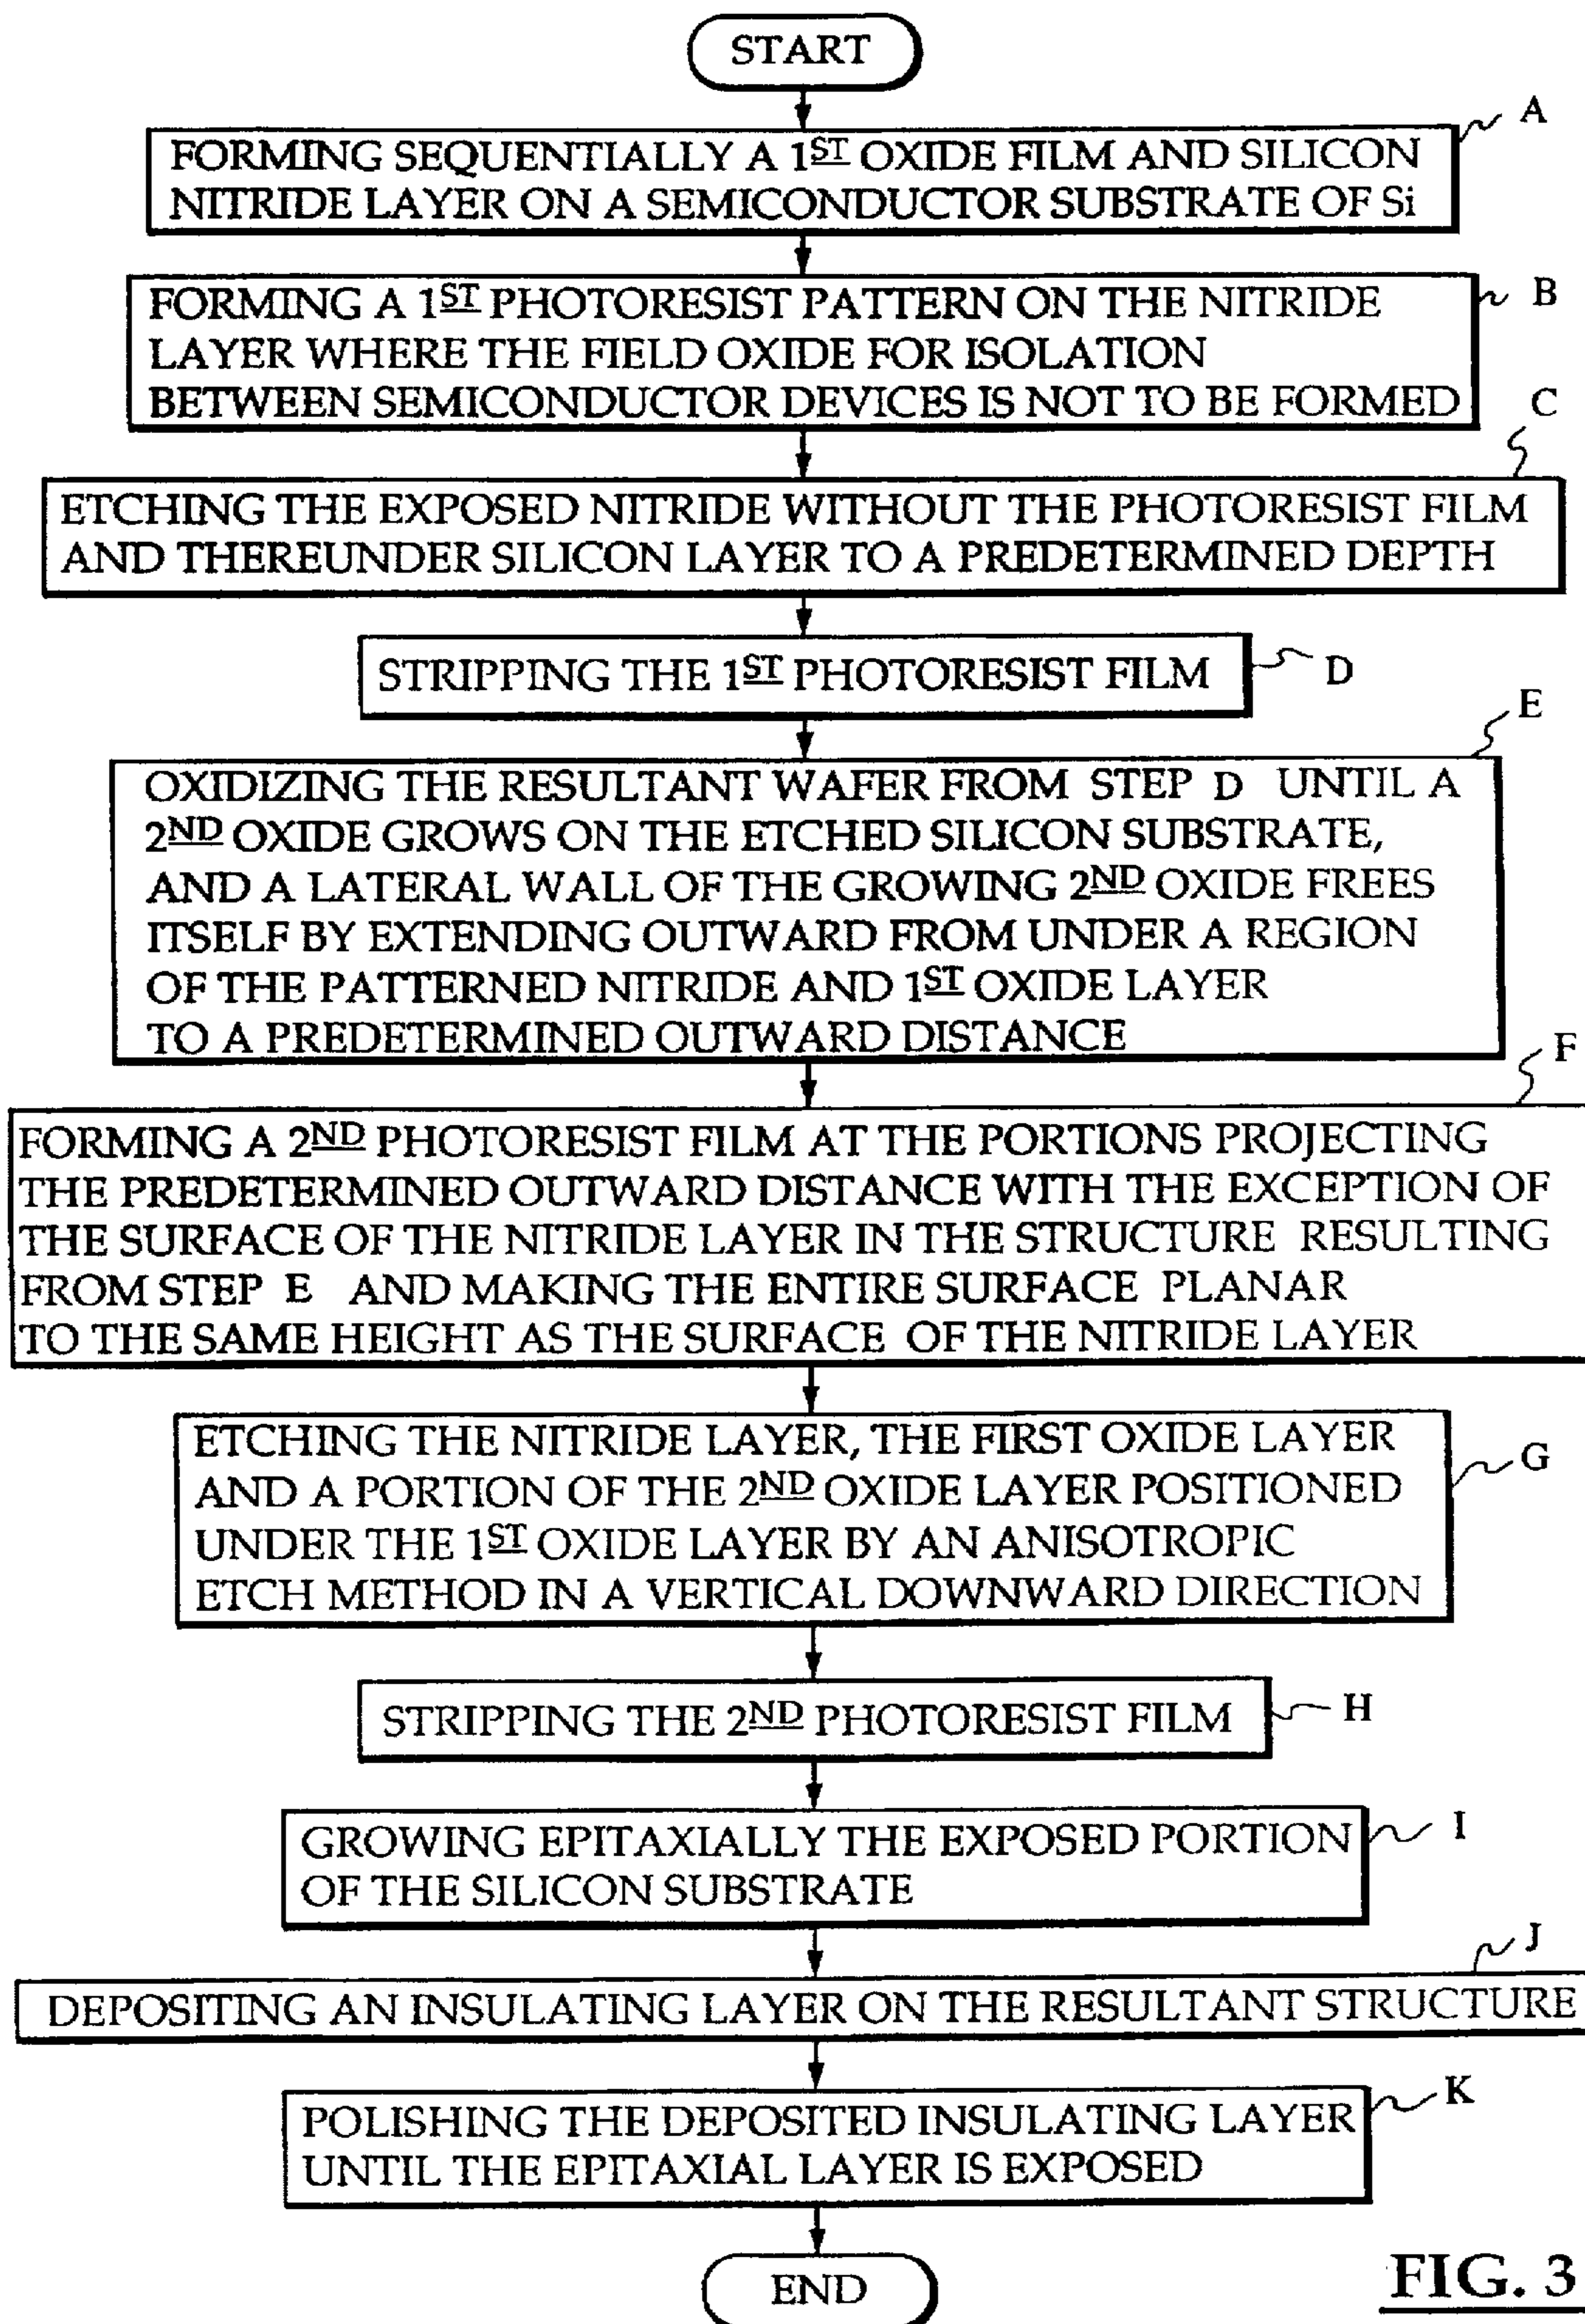 START
A
FORMING SEQUENTIALLY A 1ST OXIDE FILM AND SILICON
NITRIDE LAYER ON A SEMICONDUCTOR SUBSTRATE OF Si
B
FORMING A 1ST PHOTORESIST PATTERN ON THE NITRIDE
LAYER WHERE THE FIELD OXIDE FOR ISOLATION
BETWEEN SEMICONDUCTOR DEVICES IS NOT TO BE FORMED
C
ETCHING THE EXPOSED NITRIDE WITHOUT THE PHOTORESIST FILM
AND THEREUNDER SILICON LAYER TO A PREDETERMINED DEPTH
STRIPPING THE 1ST PHOTORESIST FILM
D
E
OXIDIZING THE RESULTANT WAFER FROM STEP D UNTIL A
2ND OXIDE GROWS ON THE ETCHED SILICON SUBSTRATE,
AND A LATERAL WALL OF THE GROWING 2ND OXIDE FREES
ITSELF BY EXTENDING OUTWARD FROM UNDER A REGION
OF THE PATTERNED NITRIDE AND 1ST OXIDE LAYER
TO A PREDETERMINED OUTWARD DISTANCE
F
FORMING A 2ND PHOTORESIST FILM AT THE PORTIONS PROJECTING
THE PREDETERMINED OUTWARD DISTANCE WITH THE EXCEPTION OF
THE SURFACE OF THE NITRIDE LAYER IN THE STRUCTURE RESULTING
FROM STEP E AND MAKING THE ENTIRE SURFACE PLANAR
TO THE SAME HEIGHT AS THE SURFACE OF THE NITRIDE LAYER
ETCHING THE NITRIDE LAYER, THE FIRST OXIDE LAYER
AND A PORTION OF THE 2ND OXIDE LAYER POSITIONED
UNDER THE 1ST OXIDE LAYER BY AN ANISOTROPIC
ETCH METHOD IN A VERTICAL DOWNWARD DIRECTION
G
STRIPPING THE 2ND PHOTORESIST FILM
H
GROWING EPITAXIALLY THE EXPOSED PORTION
OF THE SILICON SUBSTRATE
I
J
DEPOSITING AN INSULATING LAYER ON THE RESULTANT STRUCTURE
K
POLISHING THE DEPOSITED INSULATING LAYER
UNTIL THE EPITAXIAL LAYER IS EXPOSED
END
FIG. 3